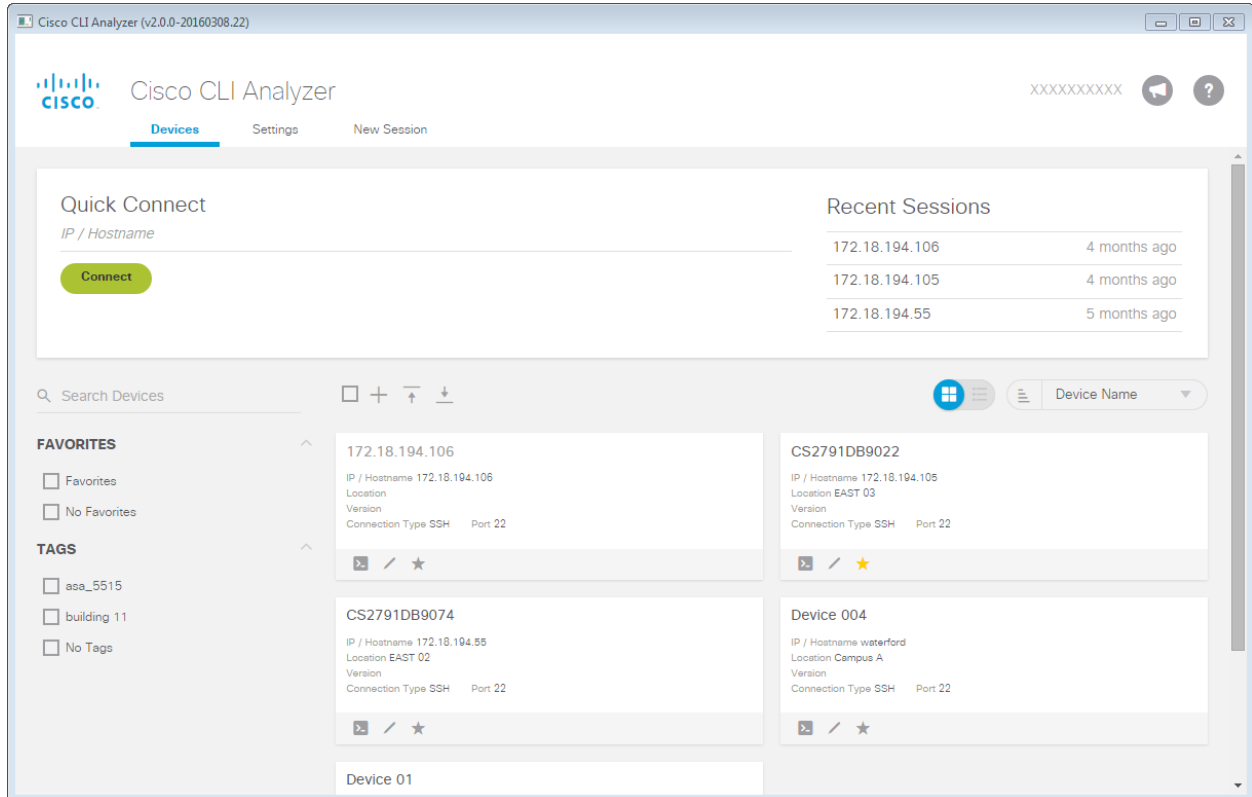 Cisco CLI Analyzer (v2.0.0-20160308.22)
CISCO.
Cisco CLI Analyzer
XXXXXXXXXX
?
Devices
Settings
New Session
Quick Connect
IP / Hostname
Connect
Recent Sessions
172.18.194.106 4 months ago
172.18.194.105 4 months ago
172.18.194.55 5 months ago
Search Devices
Device Name
FAVORITES
Favorites
No Favorites
TAGS
asa_5515
building 11
No Tags
172.18.194.106
IP / Hostname 172.18.194.106
Location
Version
Connection Type SSH Port 22
CS2791DB9022
IP / Hostname 172.18.194.105
Location EAST 03
Version
Connection Type SSH Port 22
CS2791DB9074
IP / Hostname 172.18.194.55
Location EAST 02
Version
Connection Type SSH Port 22
Device 004
IP / Hostname waterford
Location Campus A
Version
Connection Type SSH Port 22
Device 01